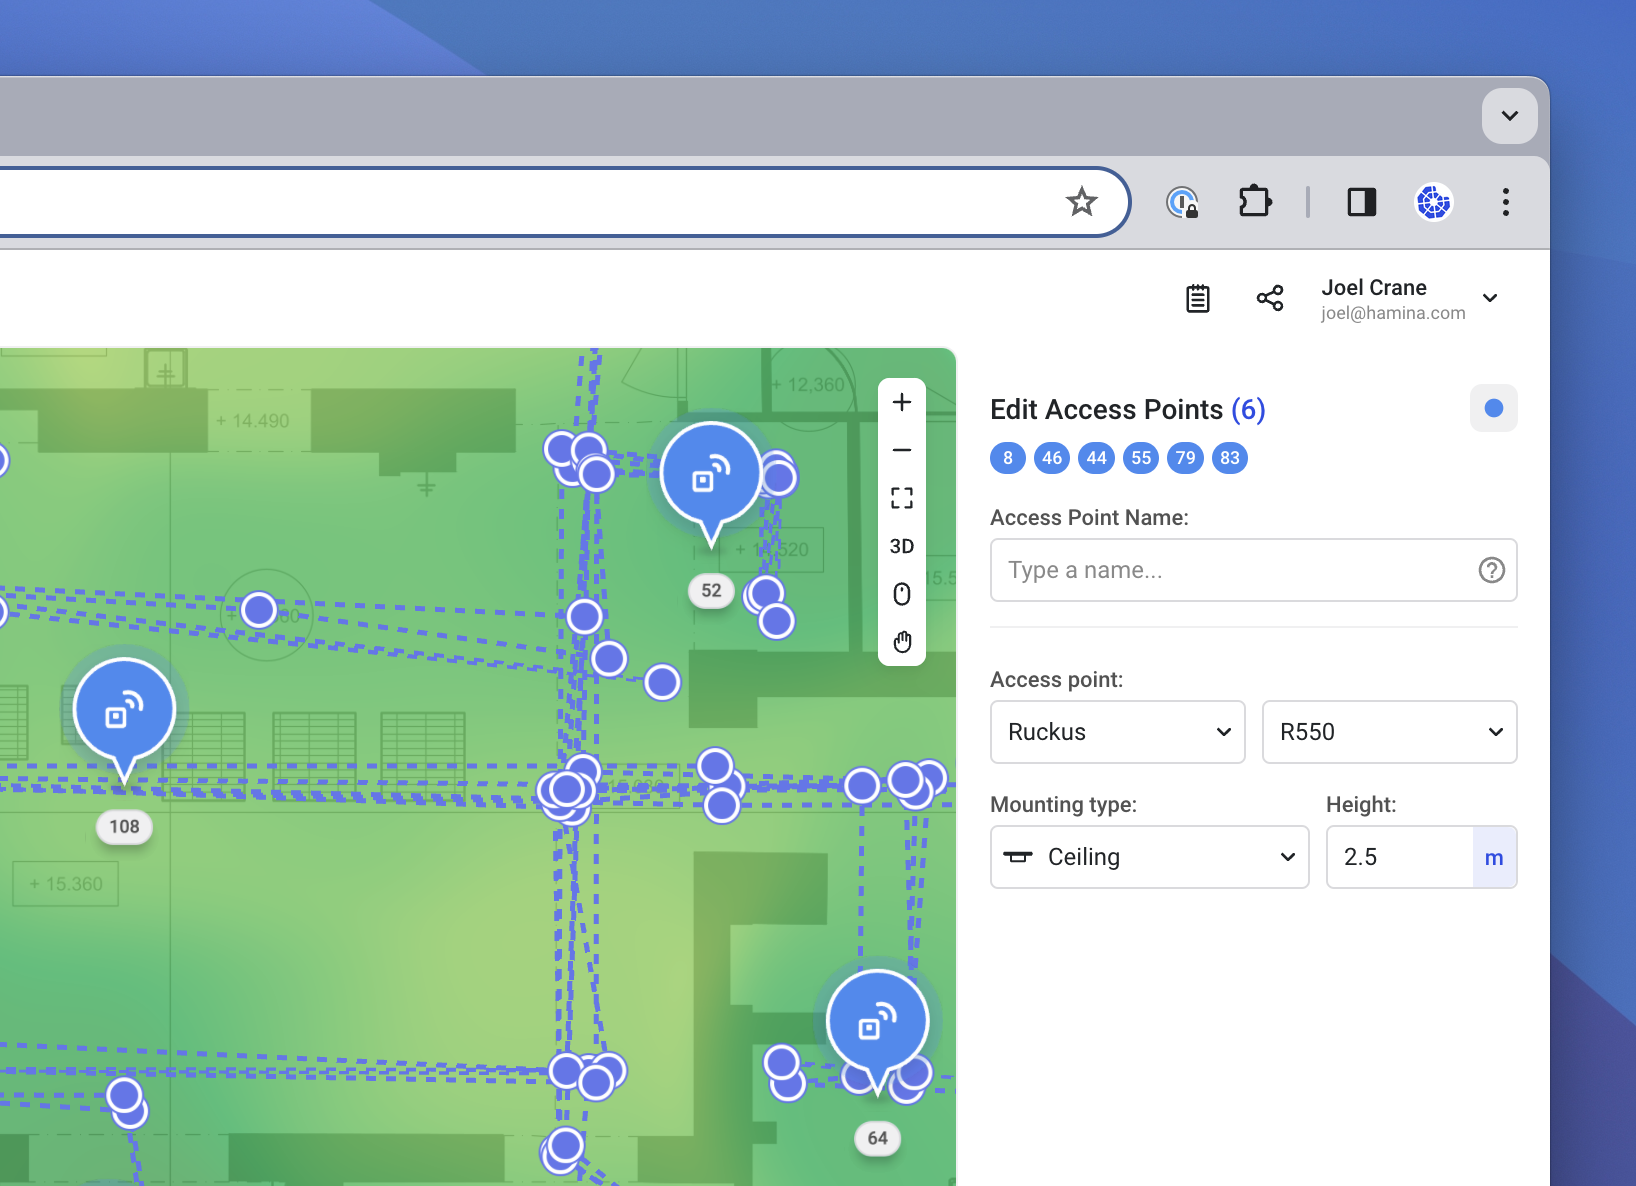 Joel Crane
joel@hamina.com
+ 14.490
+ 12,360
+ 15.360
52
108
64
3D
Edit Access Points (6)
8 46 44 55 79 83
Access Point Name:
Type a name...
Access point:
Ruckus
R550
Mounting type:
Height:
Ceiling
2.5
m